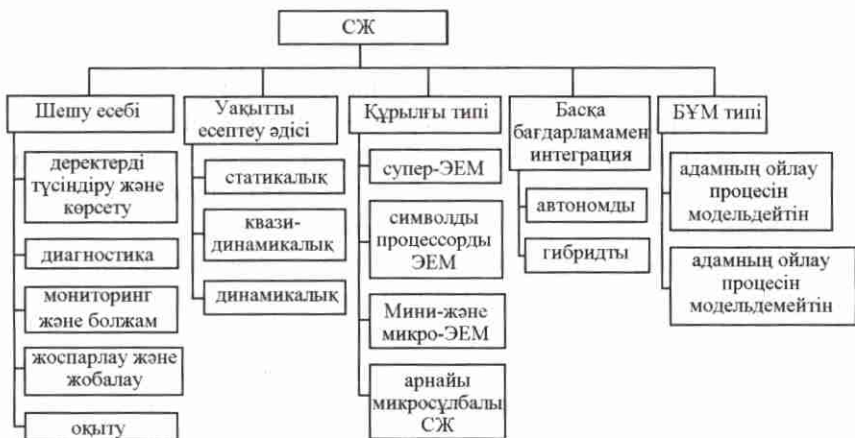 СЖ
Шешу есебі
деректерді
түсіндіру және
көрсету
диагностика
мониторинг
және болжам
жоспарлау және
жобалау
оқыту
Уақытты
есептеу әдісі
статикалық
квази-
динамикалық
динамикалық
Құрылғы типі
супер-ЭЕМ
символды
процессорды
ЭЕМ
Мини-және
микро-ЭЕМ
арнайы
микросұлбалы
СЖ
Басқа
бағдарламамен
интеграция
автономды
гибридты
БҰМ типі
адамның ойлау
процесін
модельдейтін
адамның ойлау
процесін
модельдемейтін